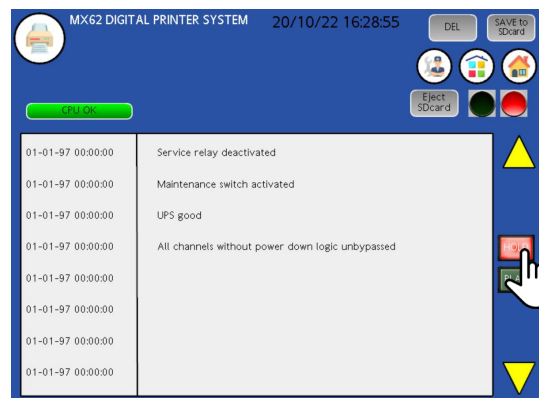 MX62 DIGITAL PRINTER SYSTEM
20/10/22 16:28:55
DEL
SAVE to
SDcard
Eject
SDcard
CPU OK
01-01-97 00:00:00 Service relay deactivated
01-01-97 00:00:00 Maintenance switch activated
01-01-97 00:00:00 UPS good
01-01-97 00:00:00 All channels without power down logic unbypassed
HOLD
01-01-97 00:00:00
01-01-97 00:00:00
01-01-97 00:00:00
01-01-97 00:00:00